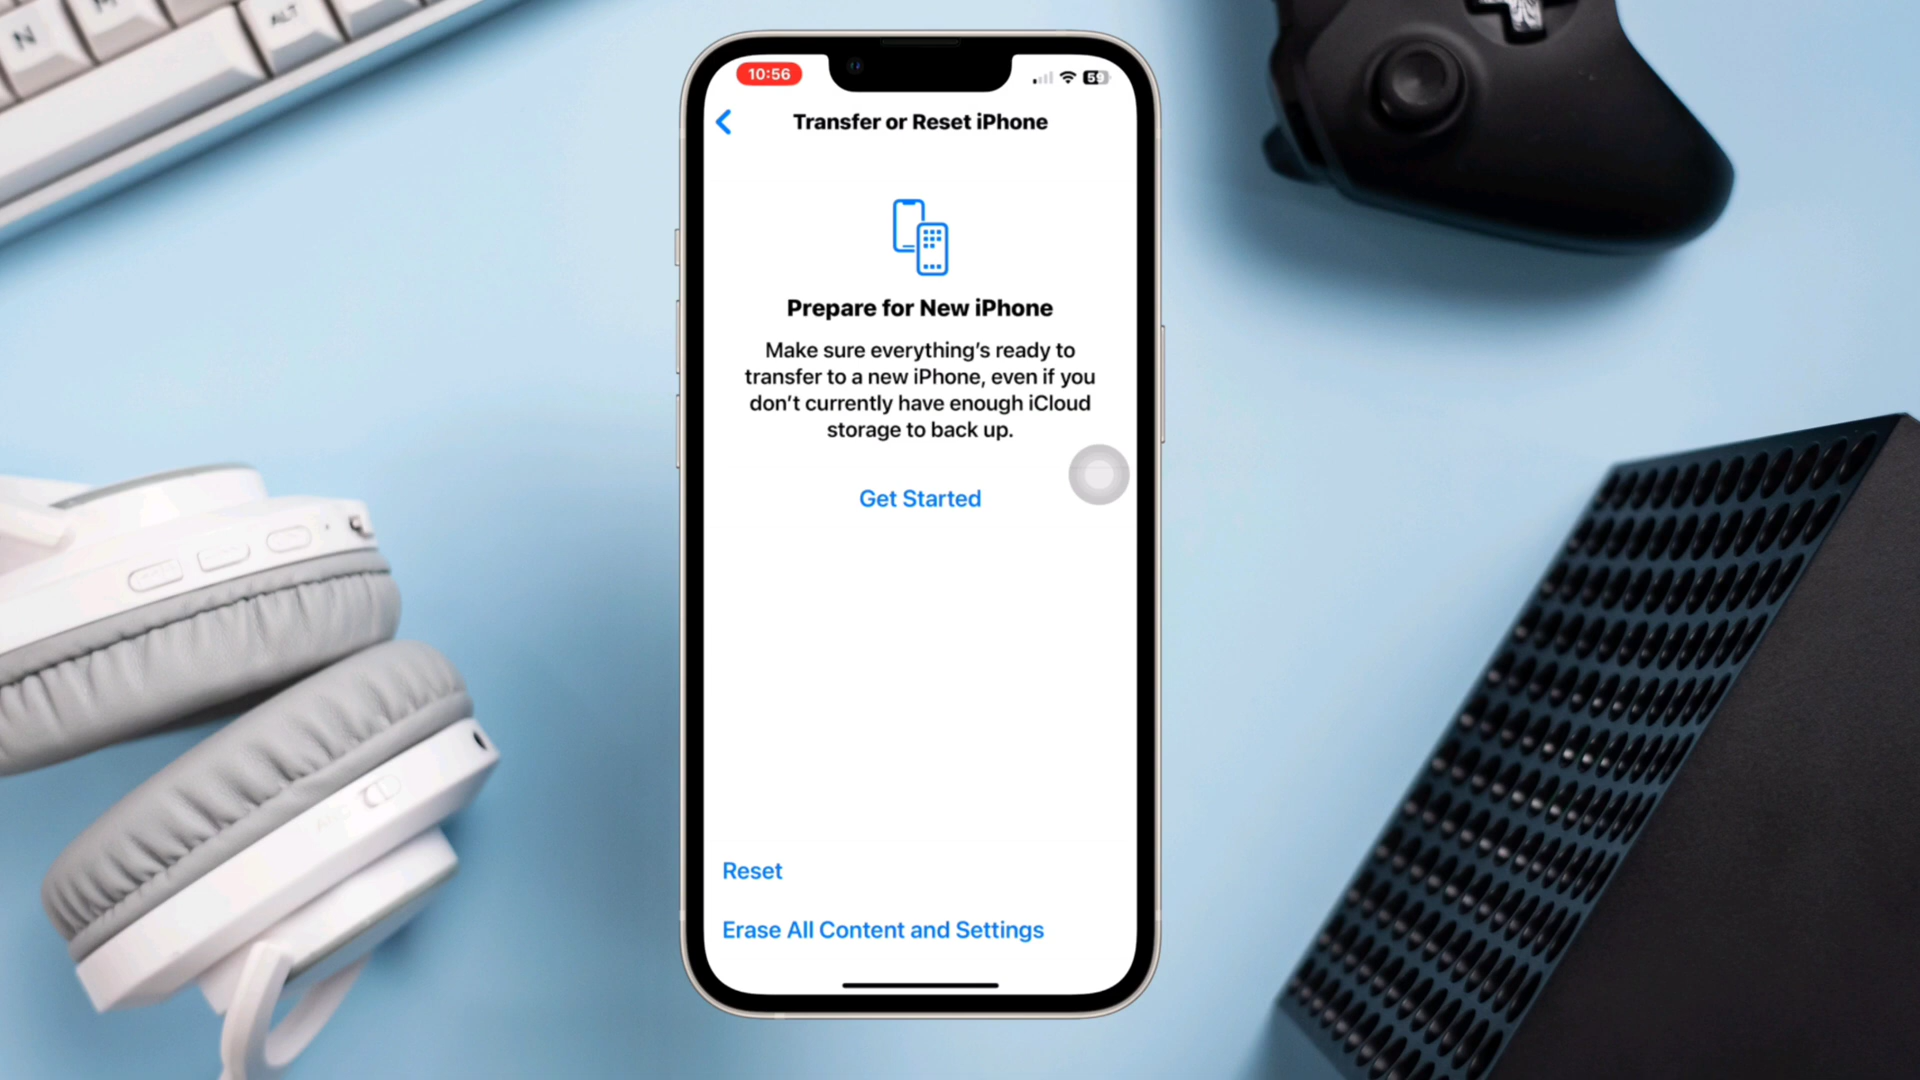 N
ALT
10:56
59
Transfer or Reset iPhone
Prepare for New iPhone
Make sure everything's ready to
transfer to a new iPhone, even if you
don't currently have enough iCloud
storage to back up.
Get Started
Reset
Erase All Content and Settings